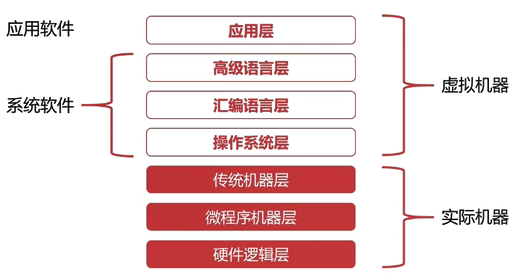 应用软件
应用层
高级语言层
虚拟机器
系统软件
汇编语言层
操作系统层
传统机器层
微程序机器层
实际机器
硬件逻辑层